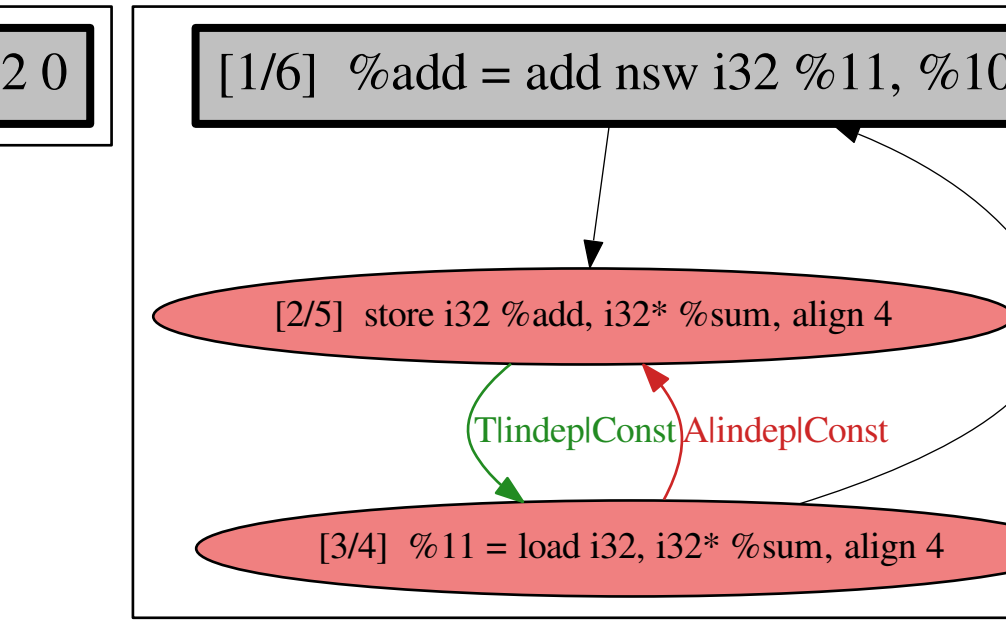 2 0
[1/6]  %add = add nsw i32 %11, %10
[2/5]  store i32 %add, i32* %sum, align 4
T|indep|Const
A|indep|Const
[3/4]  %11 = load i32, i32* %sum, align 4